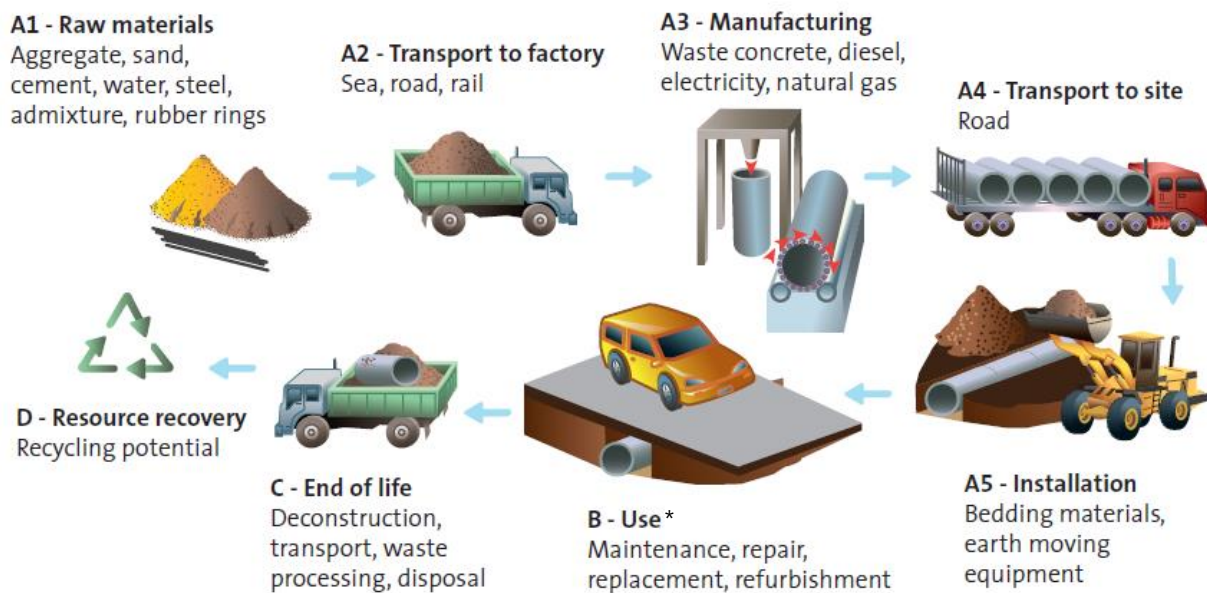 A1 - Raw materials
Aggregate, sand,
cement, water, steel,
admixture, rubber rings
A2 - Transport to factory
Sea, road, rail
A3 - Manufacturing
Waste concrete, diesel,
electricity, natural gas
A4 - Transport to site
Road
A5 - Installation
Bedding materials,
earth moving
equipment
B - Use*
Maintenance, repair,
replacement, refurbishment
C - End of life
Deconstruction,
transport, waste
processing, disposal
D - Resource recovery
Recycling potential